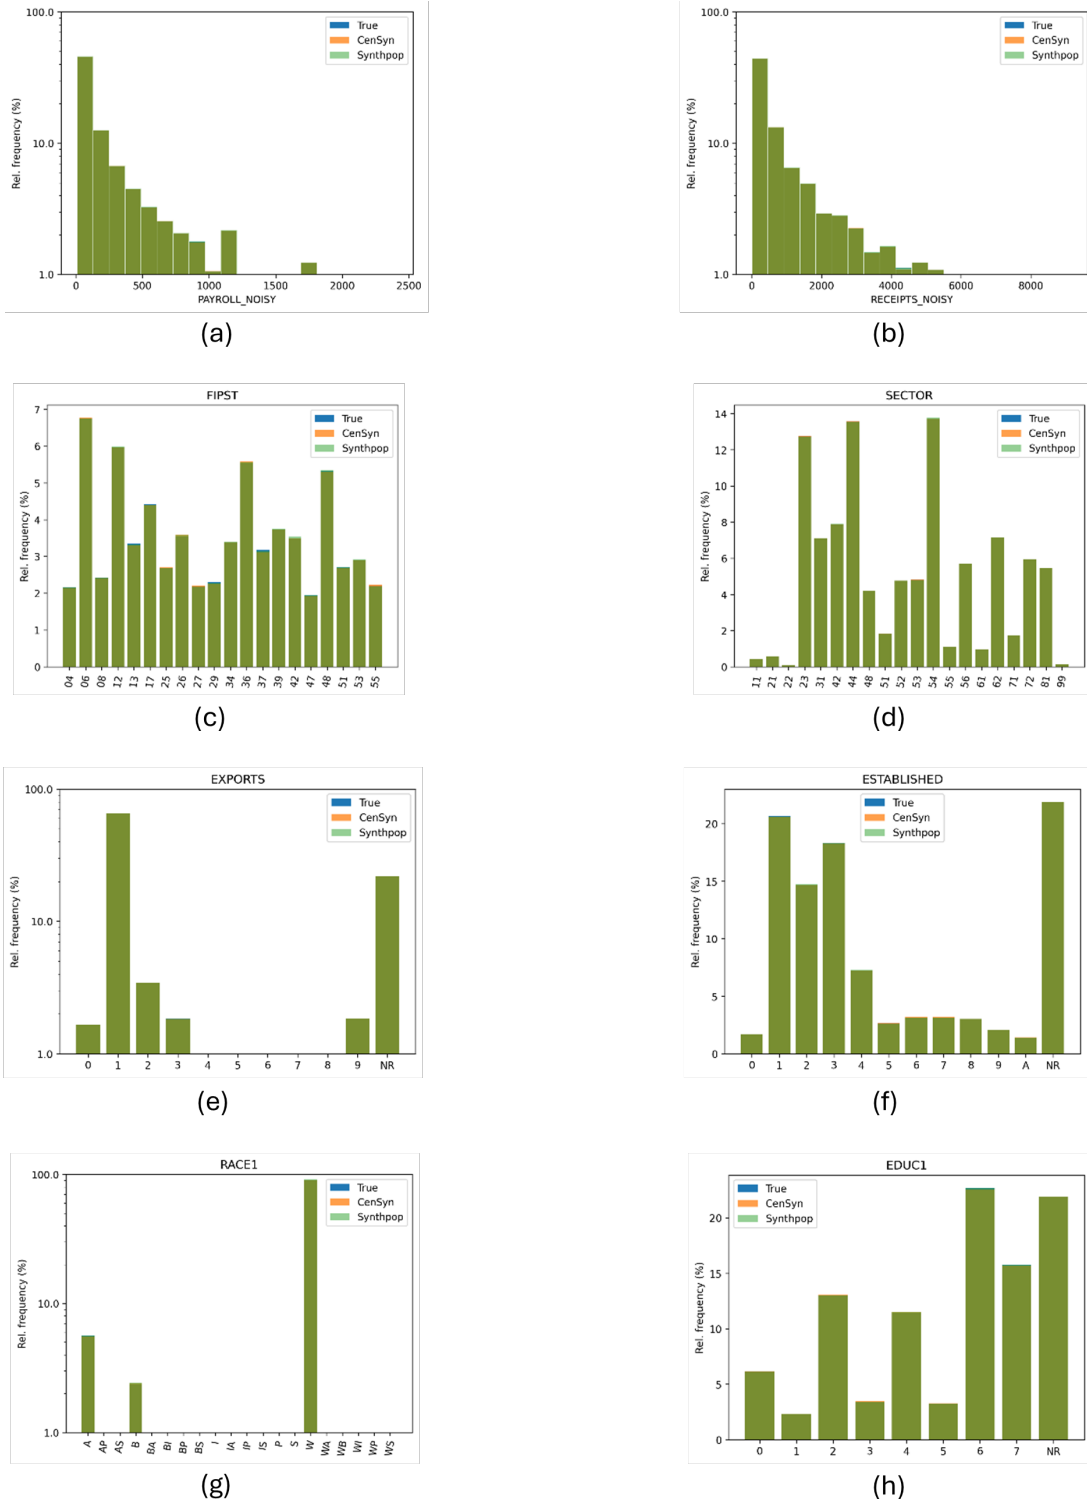 100.0
10.0
1.0
Rel. frequency (%)
True
CenSyn
Synthpop
0 500 1000 1500 2000 2500
PAYROLL_NOISY
(a)
100.0
10.0
1.0
Rel. frequency (%)
True
CenSyn
Synthpop
0 2000 4000 6000 8000
RECEIPTS_NOISY
(b)
FIPST
7
6
5
4
3
2
1
0
Rel. frequency (%)
True
CenSyn
Synthpop
04 06 08 12 13 17 25 26 27 29 34 36 37 39 42 47 48 51 53 55
(c)
SECTOR
14
12
10
8
6
4
2
0
Rel. frequency (%)
True
CenSyn
Synthpop
11 21 22 23 31 42 44 48 51 52 53 54 55 56 61 62 71 72 81 99
(d)
EXPORTS
100.0
10.0
1.0
Rel. frequency (%)
True
CenSyn
Synthpop
0 1 2 3 4 5 6 7 8 9 NR
(e)
ESTABLISHED
20
15
10
5
0
Rel. frequency (%)
True
CenSyn
Synthpop
0 1 2 3 4 5 6 7 8 9 A NR
(f)
RACE1
100.0
10.0
1.0
Rel. frequency (%)
True
CenSyn
Synthpop
A AP AS B BA BI BP BS I IA IP IS P S W WA WB WI WP WS
(g)
EDUC1
20
15
10
5
0
Rel. frequency (%)
True
CenSyn
Synthpop
0 1 2 3 4 5 6 7 NR
(h)